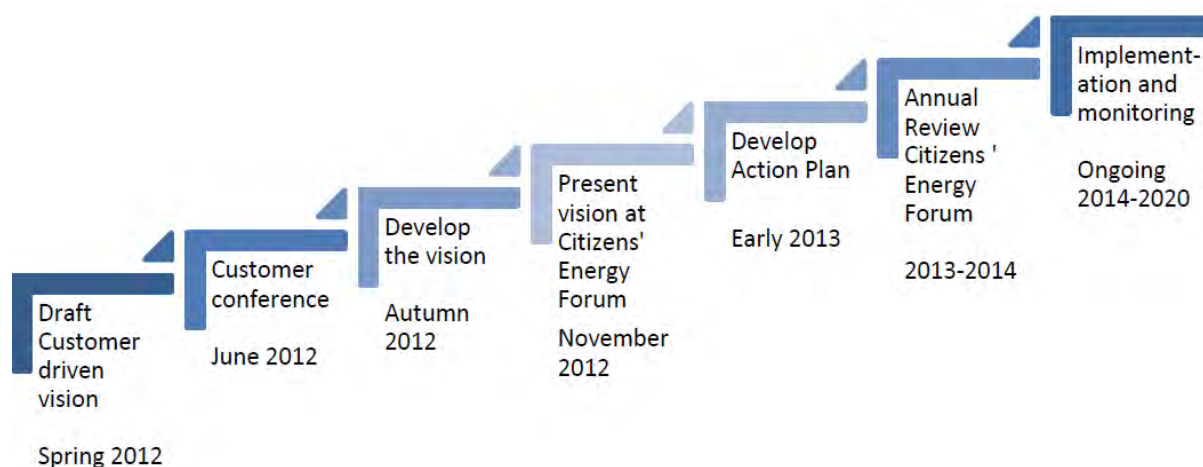 Draft
Customer
driven
vision
Spring 2012
Customer
conference
June 2012
Develop
the vision
Autumn
2012
Present
vision at
Citizens'
Energy
Forum
November
2012
Develop
Action Plan
Early 2013
Annual
Review
Citizens '
Energy
Forum
2013-2014
Implement-
ation and
monitoring
Ongoing
2014-2020